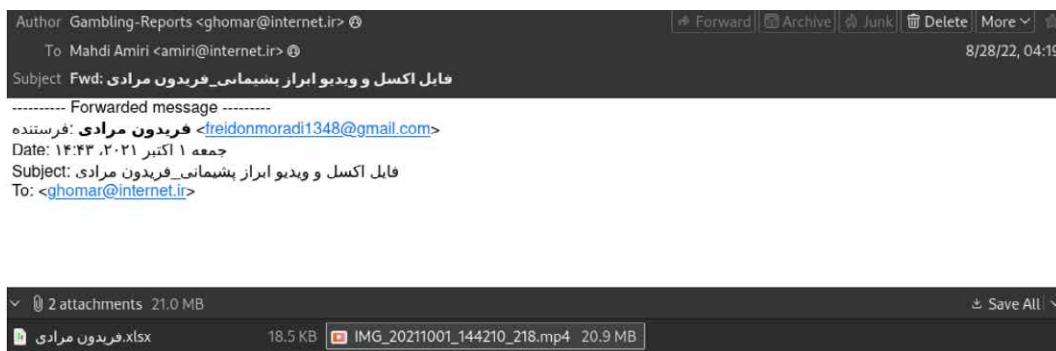 Author Gambling-Reports <ghomar@internet.ir>
Forward Archive Junk Delete More
To Mahdi Amiri <amiri@internet.ir>
8/28/22, 04:19
Subject Fwd: فایل اکسل و ویدیو ابراز پشیمانی_فریدون مرادی
---------- Forwarded message ---------
فرستنده: فریدون مرادی <freidonmoradi1348@gmail.com>
Date: جمعه ۱ اکتبر ۲۰۲۱،‏ ۱۴:۴۳
Subject: فایل اکسل و ویدیو ابراز پشیمانی_فریدون مرادی
To: <ghomar@internet.ir>
2 attachments 21.0 MB
Save All
فریدون مرادی.xlsx 18.5 KB IMG_20211001_144210_218.mp4 20.9 MB